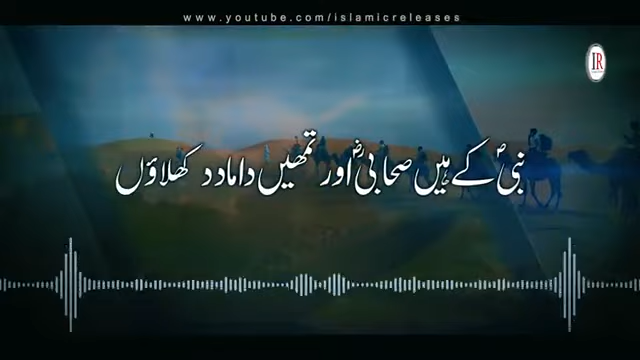 www.youtube.com/islamicreleases
IR
نبیؐ کے ہیں صحابیؓ اور تمھیں داماد دکھلاؤں